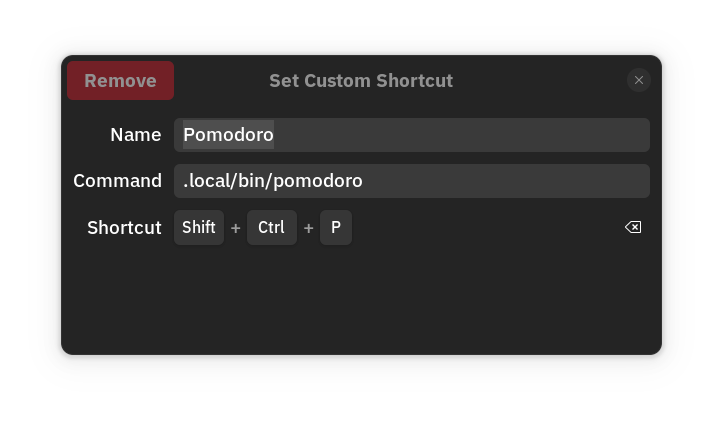 Remove Set Custom Shortcut
Name Pomodoro
Command .local/bin/pomodoro
Shortcut Shift + Ctrl + P